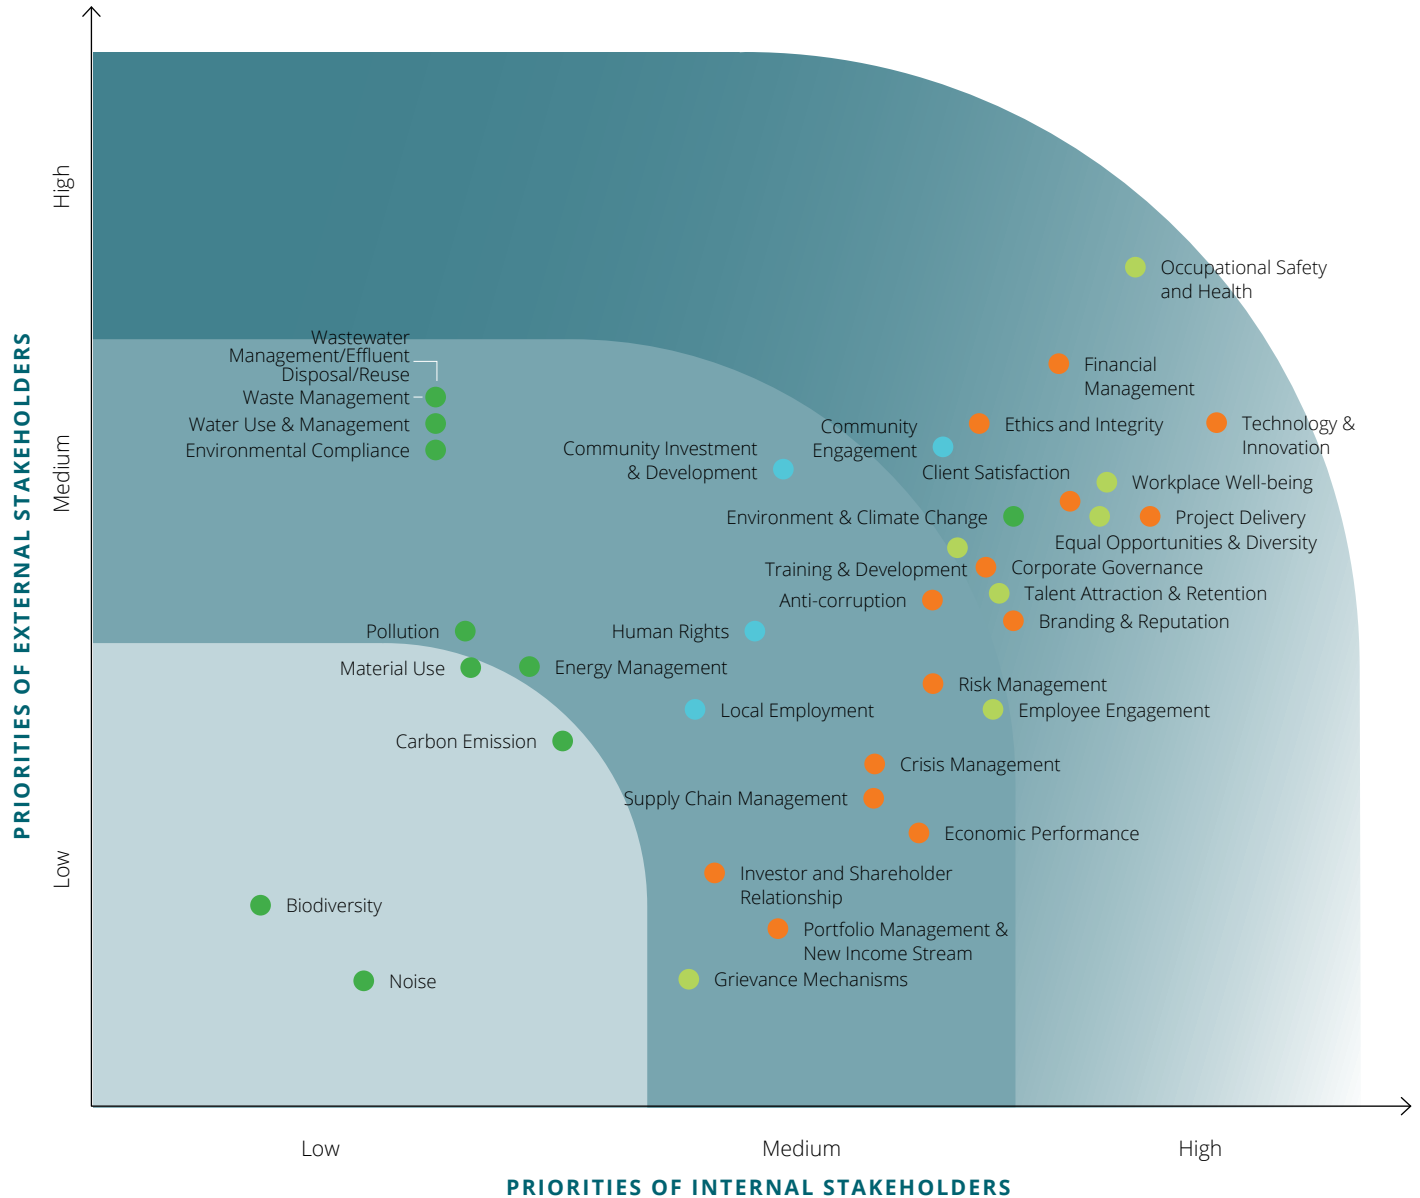 PRIORITIES OF EXTERNAL STAKEHOLDERS
High
Medium
Low
Occupational Safety
and Health
Wastewater
Management/Effluent
Disposal/Reuse
Waste Management
Water Use & Management
Environmental Compliance
Financial
Management
Community
Engagement
Ethics and Integrity
Technology &
Innovation
Community Investment
& Development
Client Satisfaction
Workplace Well-being
Environment & Climate Change
Project Delivery
Equal Opportunities & Diversity
Training & Development
Corporate Governance
Anti-corruption
Talent Attraction & Retention
Branding & Reputation
Pollution
Human Rights
Material Use
Energy Management
Risk Management
Local Employment
Employee Engagement
Carbon Emission
Crisis Management
Supply Chain Management
Economic Performance
Investor and Shareholder
Relationship
Biodiversity
Portfolio Management &
New Income Stream
Noise
Grievance Mechanisms
Low
Medium
High
PRIORITIES OF INTERNAL STAKEHOLDERS